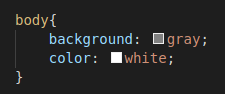 body{
    background: gray;
    color: white;
}